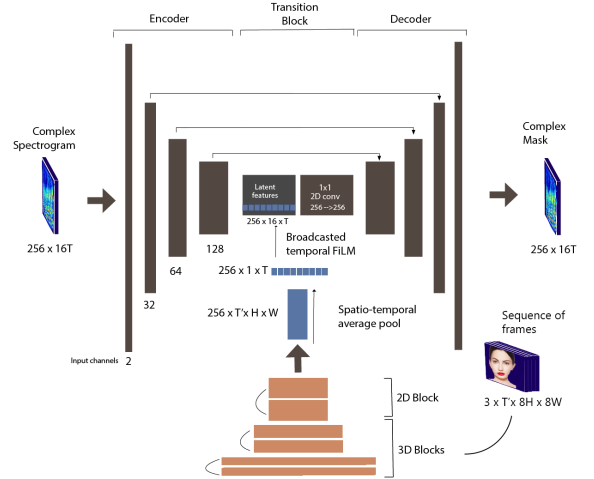 Encoder
Transition
Block
Decoder
Complex
Spectrogram
256 x 16T
Complex
Mask
256 x 16T
Latent
features
1x1
2D conv
256 -->256
256 x 16 x T
128
Broadcasted
temporal FiLM
64
256 x 1 x T
32
256 x T'x H x W
Spatio-temporal
average pool
Input channels 2
Sequence of
frames
3 x T'x 8H x 8W
2D Block
3D Blocks